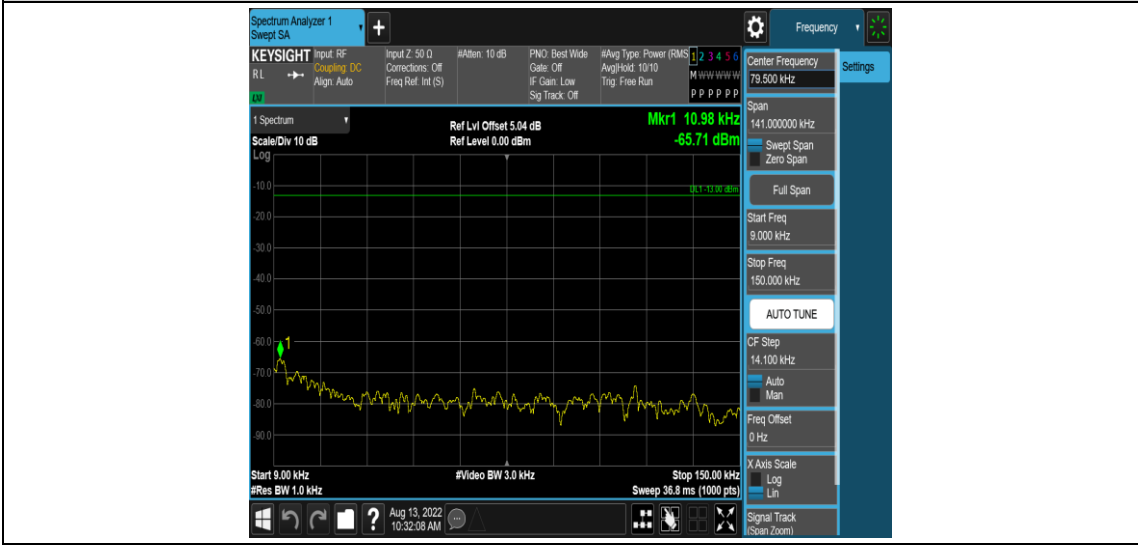 Spectrum Analyzer 1
Swept SA
+
Frequency
KEYSIGHT
RL
LM
Input: RF
Coupling: DC
Align: Auto
Input Z: 50 Ω
Corrections: Off
Freq Ref: Int (S)
#Atten: 10 dB
PNO: Best Wide
Gate: Off
IF Gain: Low
Sig Track: Off
#Avg Type: Power (RMS
Avg|Hold: 10/10
Trig: Free Run
1 2 3 4 5 6
M W W W W W
P P P P P P
Center Frequency
79.500 kHz
Settings
Span
141.000000 kHz
Swept Span
Zero Span
Full Span
Start Freq
9.000 kHz
Stop Freq
150.000 kHz
AUTO TUNE
CF Step
14.100 kHz
Auto
Man
Freq Offset
0 Hz
X Axis Scale
Log
Lin
Signal Track
(Span Zoom)
1 Spectrum
Scale/Div 10 dB
Log
Ref Lvl Offset 5.04 dB
Ref Level 0.00 dBm
Mkr1 10.98 kHz
-65.71 dBm
DL1 -13.00 dBm
-10.0
-20.0
-30.0
-40.0
-50.0
-60.0
1
-70.0
-80.0
-90.0
Start 9.00 kHz
#Video BW 3.0 kHz
Stop 150.00 kHz
#Res BW 1.0 kHz
Sweep 36.8 ms (1000 pts)
?
Aug 13, 2022
10:32:08 AM